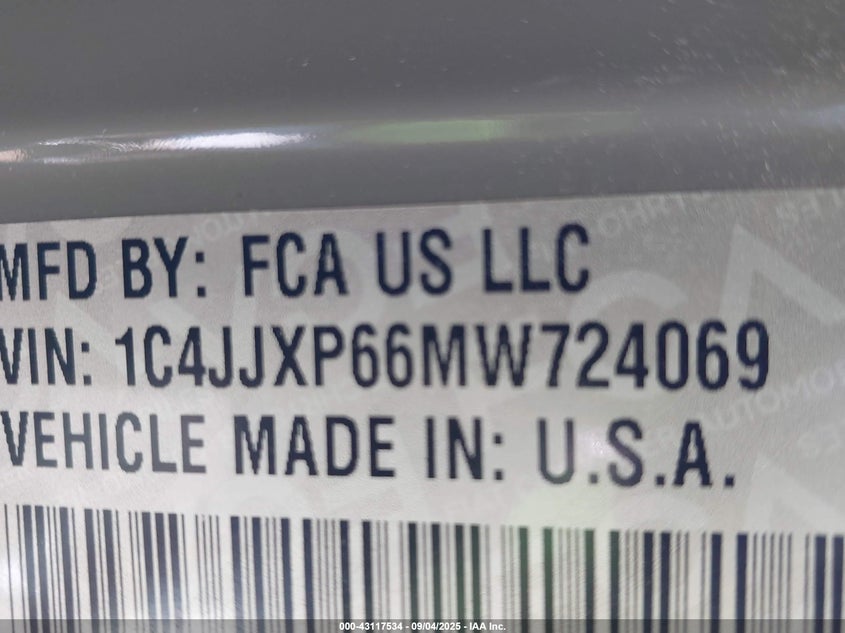 MFD BY: FCA US LLC
VIN: 1C4JJXP66MW724069
VEHICLE MADE IN: U.S.A.
000-43117534 - 09/04/2025 - IAA Inc.